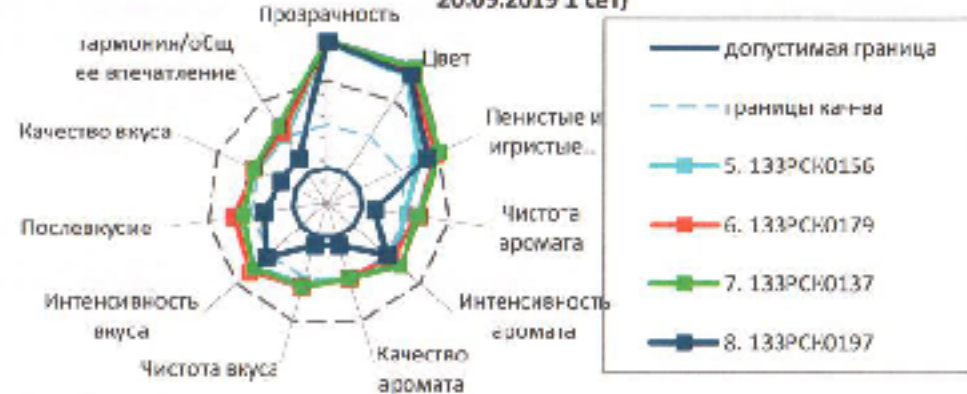 20.09.2019 1 сет)
Прозрачность
Цвет
Пенистые и
игристые...
Чистота
аромата
Интенсивность
аромата
Качество
аромата
Чистота вкуса
Интенсивность
вкуса
Послевкусие
Качество вкуса
гармония/общ
ее впечатление
допустимая граница
границы кач-ва
5. 133РСК0156
6. 133РСК0179
7. 133РСК0137
8. 133РСК0197